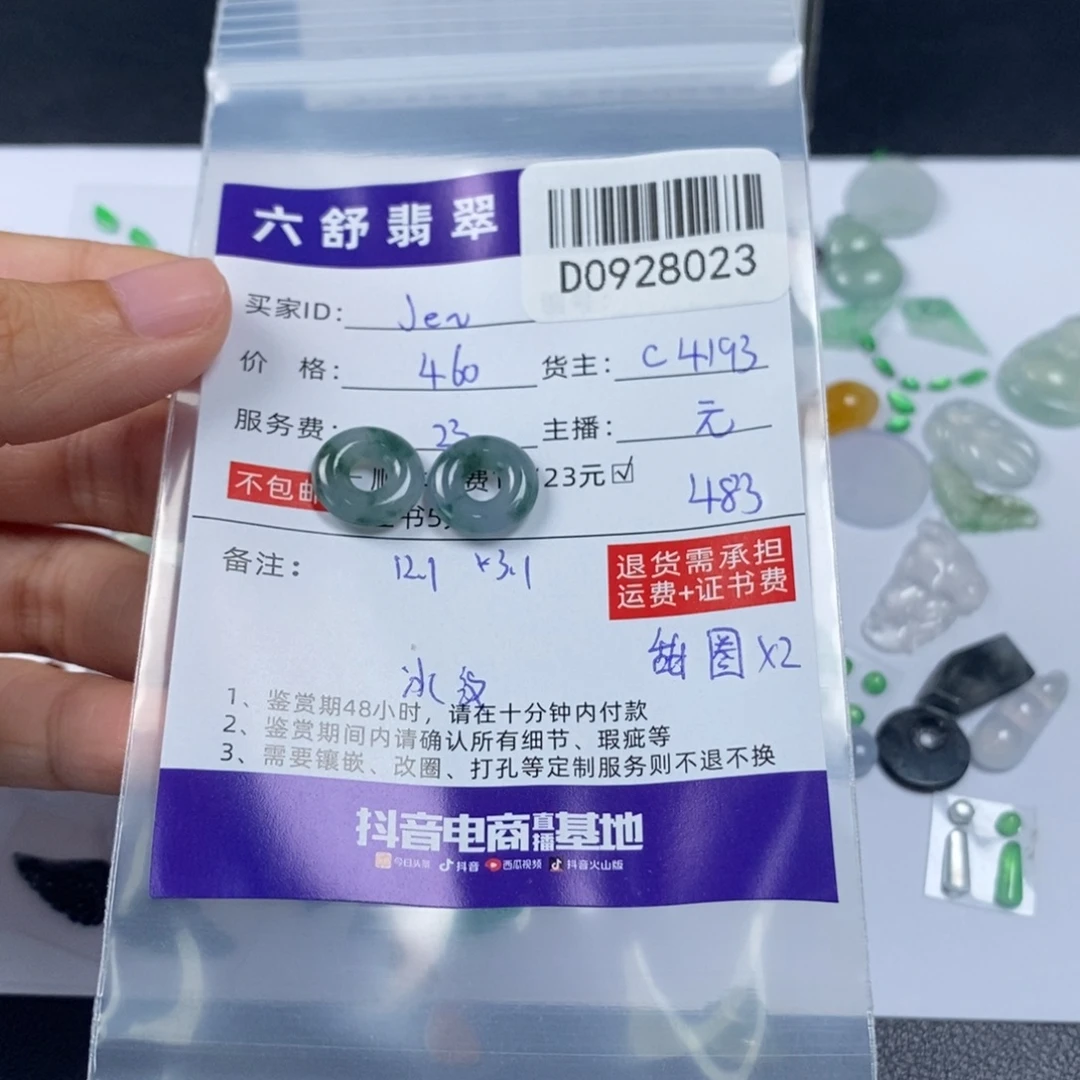 六舒翡翠
D0928023
买家ID: Jen
价 格: 460 货主: C4193
服务费: 23 主播: 元
不包邮 费 23元 ☑
书5
483
备注: 12.1 × 3.1
退货需承担
运费+证书费
甜圈 X2
冰
1、鉴赏期48小时，请在十分钟内付款
2、鉴赏期间内请确认所有细节、瑕疵等
3、需要镶嵌、改圈、打孔等定制服务则不退不换
抖音电商直播基地
今日头条 抖音 西瓜视频 抖音火山版